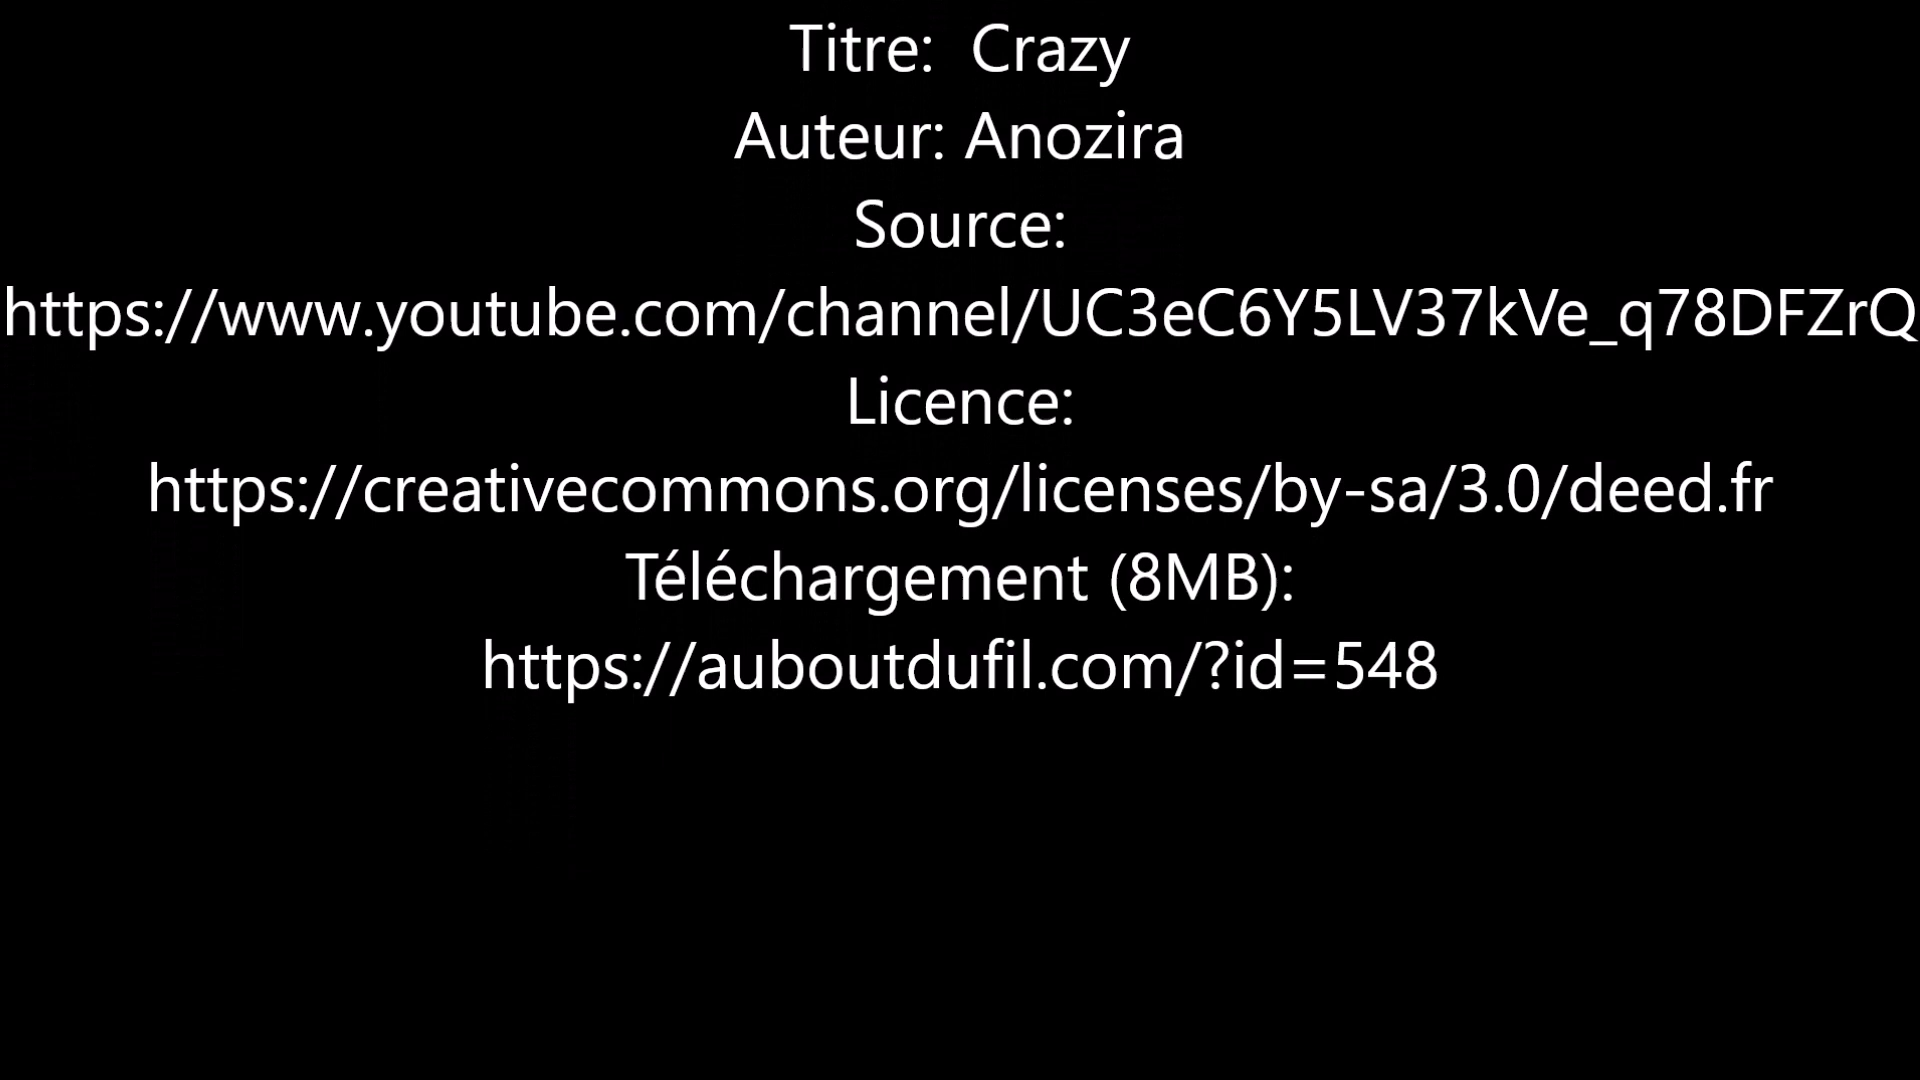 Titre:  Crazy
Auteur: Anozira
Source:
https://www.youtube.com/channel/UC3eC6Y5LV37kVe_q78DFZrQ
Licence:
https://creativecommons.org/licenses/by-sa/3.0/deed.fr
Téléchargement (8MB):
https://auboutdufil.com/?id=548